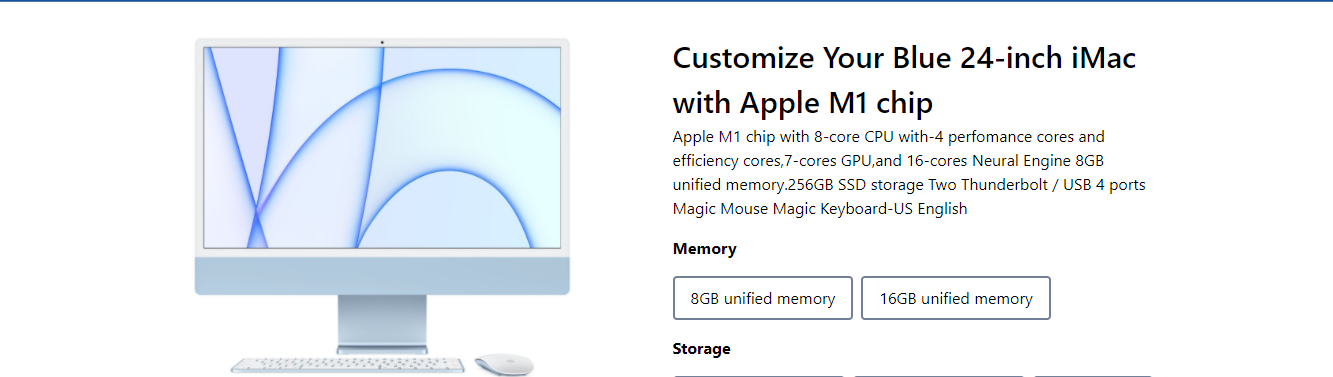 Customize Your Blue 24-inch iMac
with Apple M1 chip
Apple M1 chip with 8-core CPU with-4 perfomance cores and
efficiency cores,7-cores GPU,and 16-cores Neural Engine 8GB
unified memory.256GB SSD storage Two Thunderbolt / USB 4 ports
Magic Mouse Magic Keyboard-US English
Memory
8GB unified memory
16GB unified memory
Storage